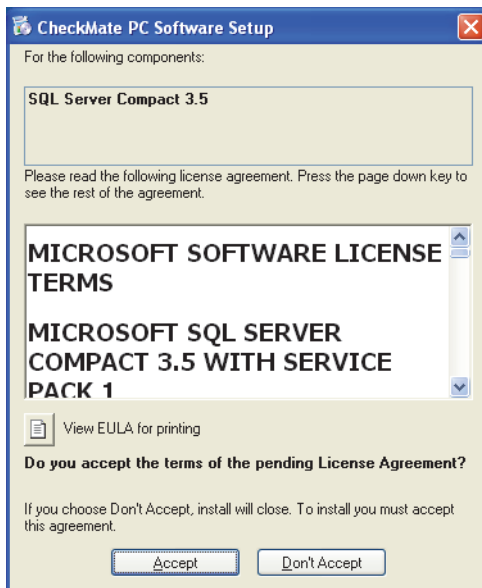 CheckMate PC Software Setup
For the following components:
SQL Server Compact 3.5
Please read the following license agreement. Press the page down key to
see the rest of the agreement.
MICROSOFT SOFTWARE LICENSE
TERMS
MICROSOFT SQL SERVER
COMPACT 3.5 WITH SERVICE
PACK 1
View EULA for printing
Do you accept the terms of the pending License Agreement?
If you choose Don't Accept, install will close. To install you must accept
this agreement.
Accept
Don't Accept